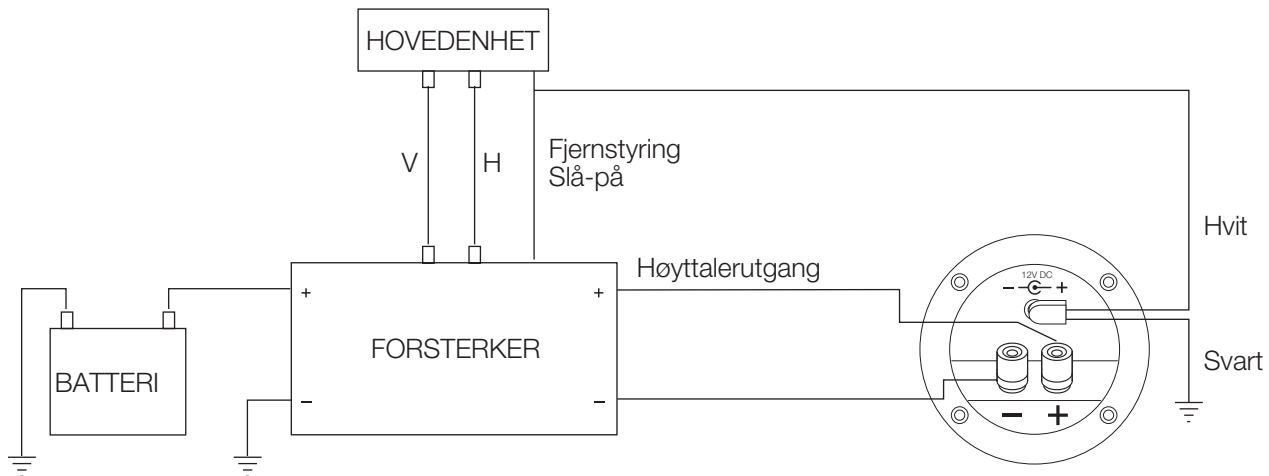 HOVEDENHET
V
H
Fjernstyring
Slå-på
Hvit
Høyttalerutgang
12V DC
- +
+
+
+
FORSTERKER
BATTERI
Svart
–
–
– +